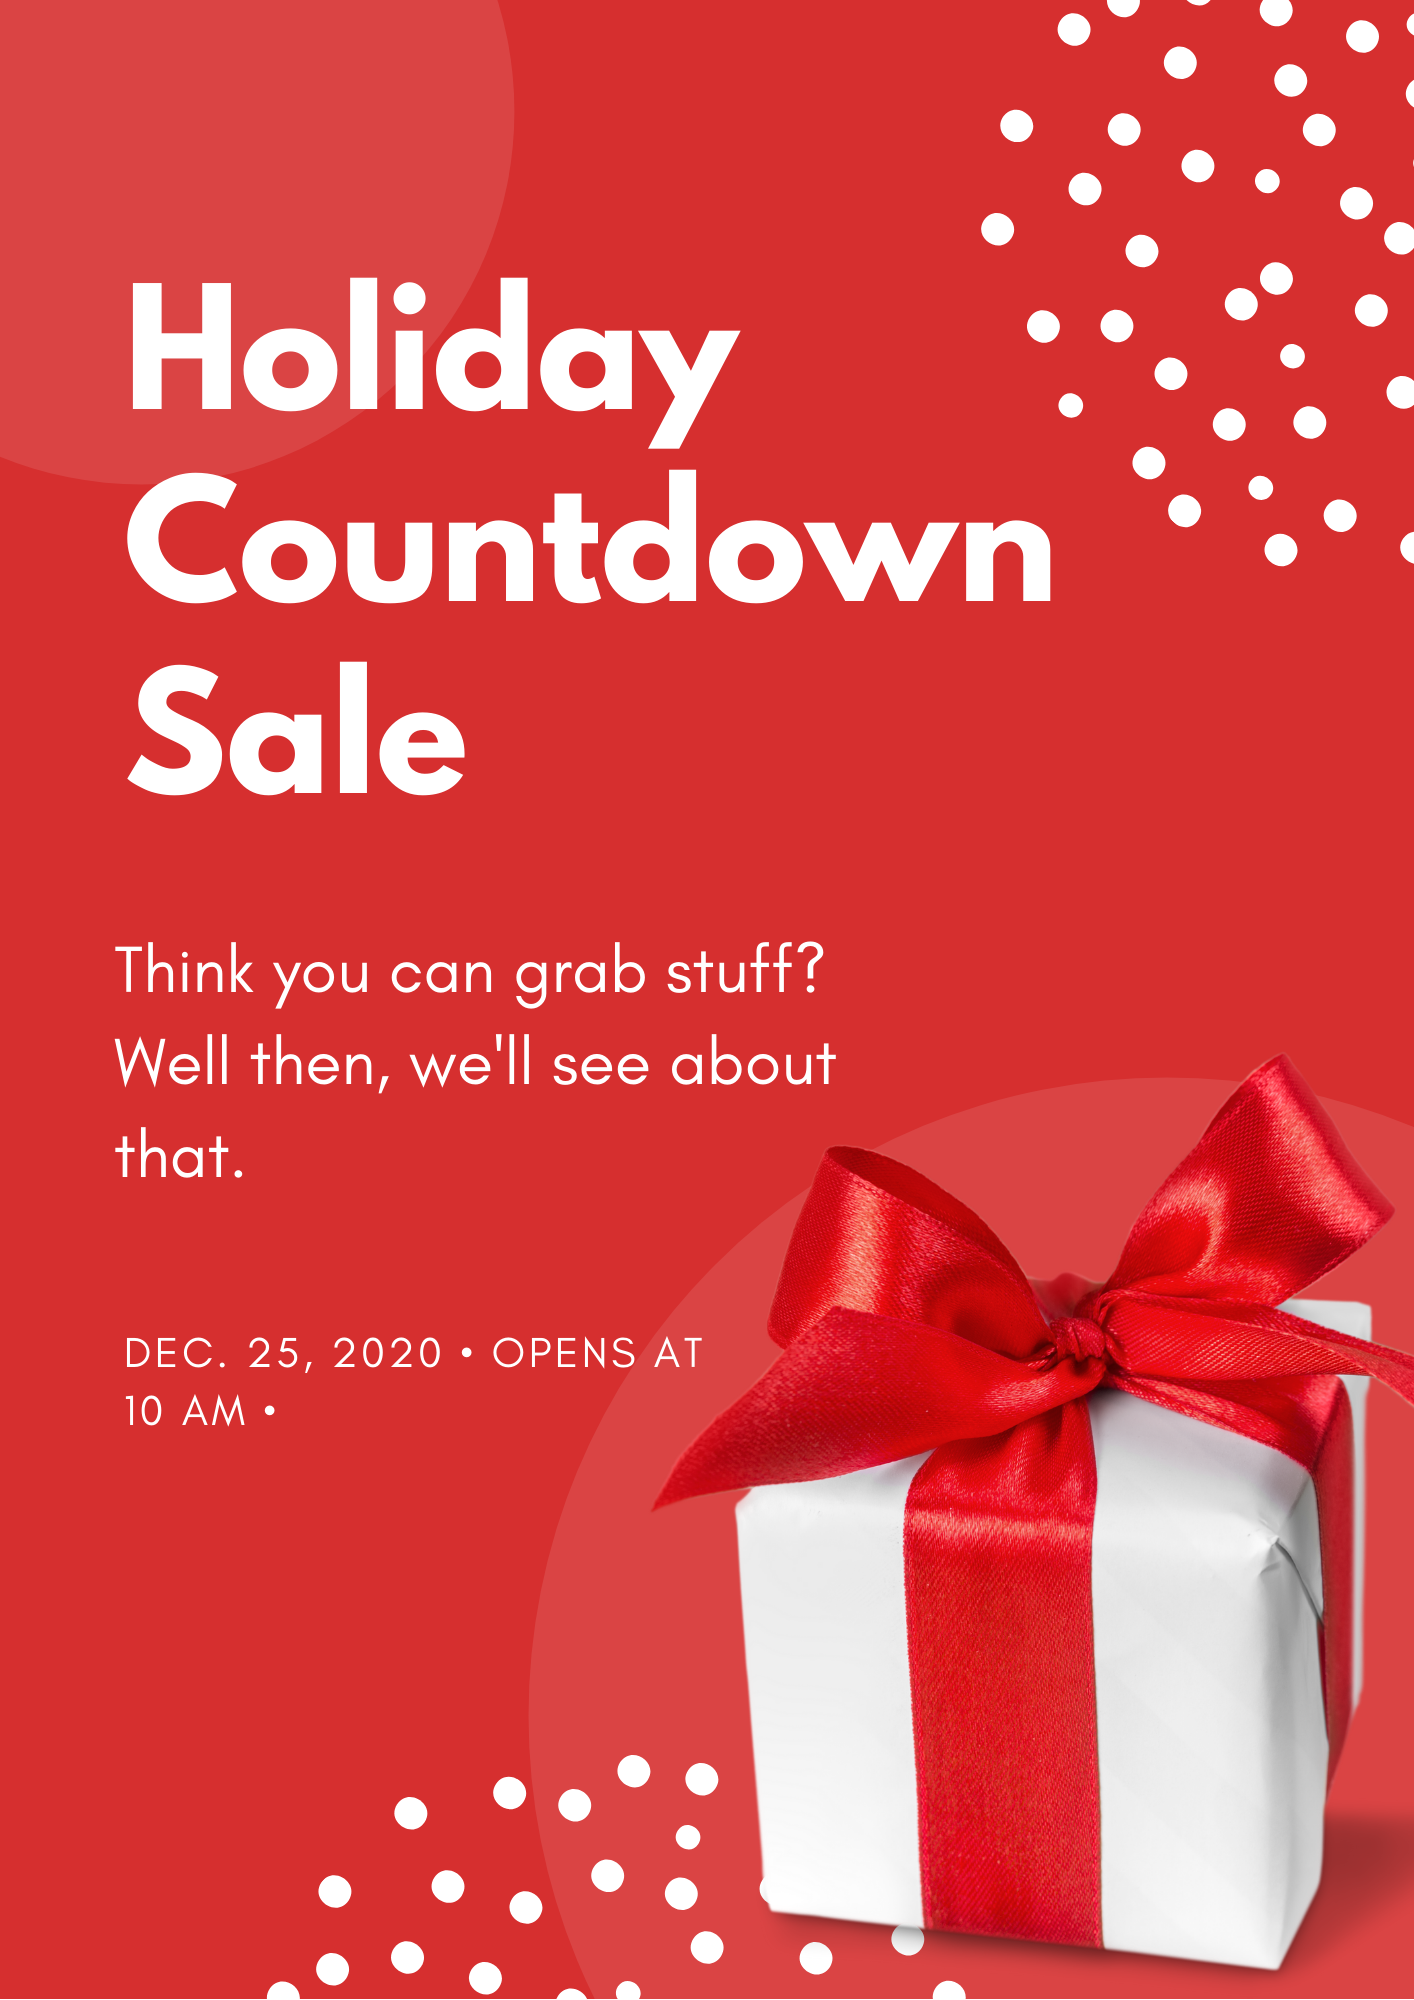 Holiday
Countdown
Sale
Think you can grab stuff?
Well then, we'll see about
that.
DEC. 25, 2020 • OPENS AT
10 AM •